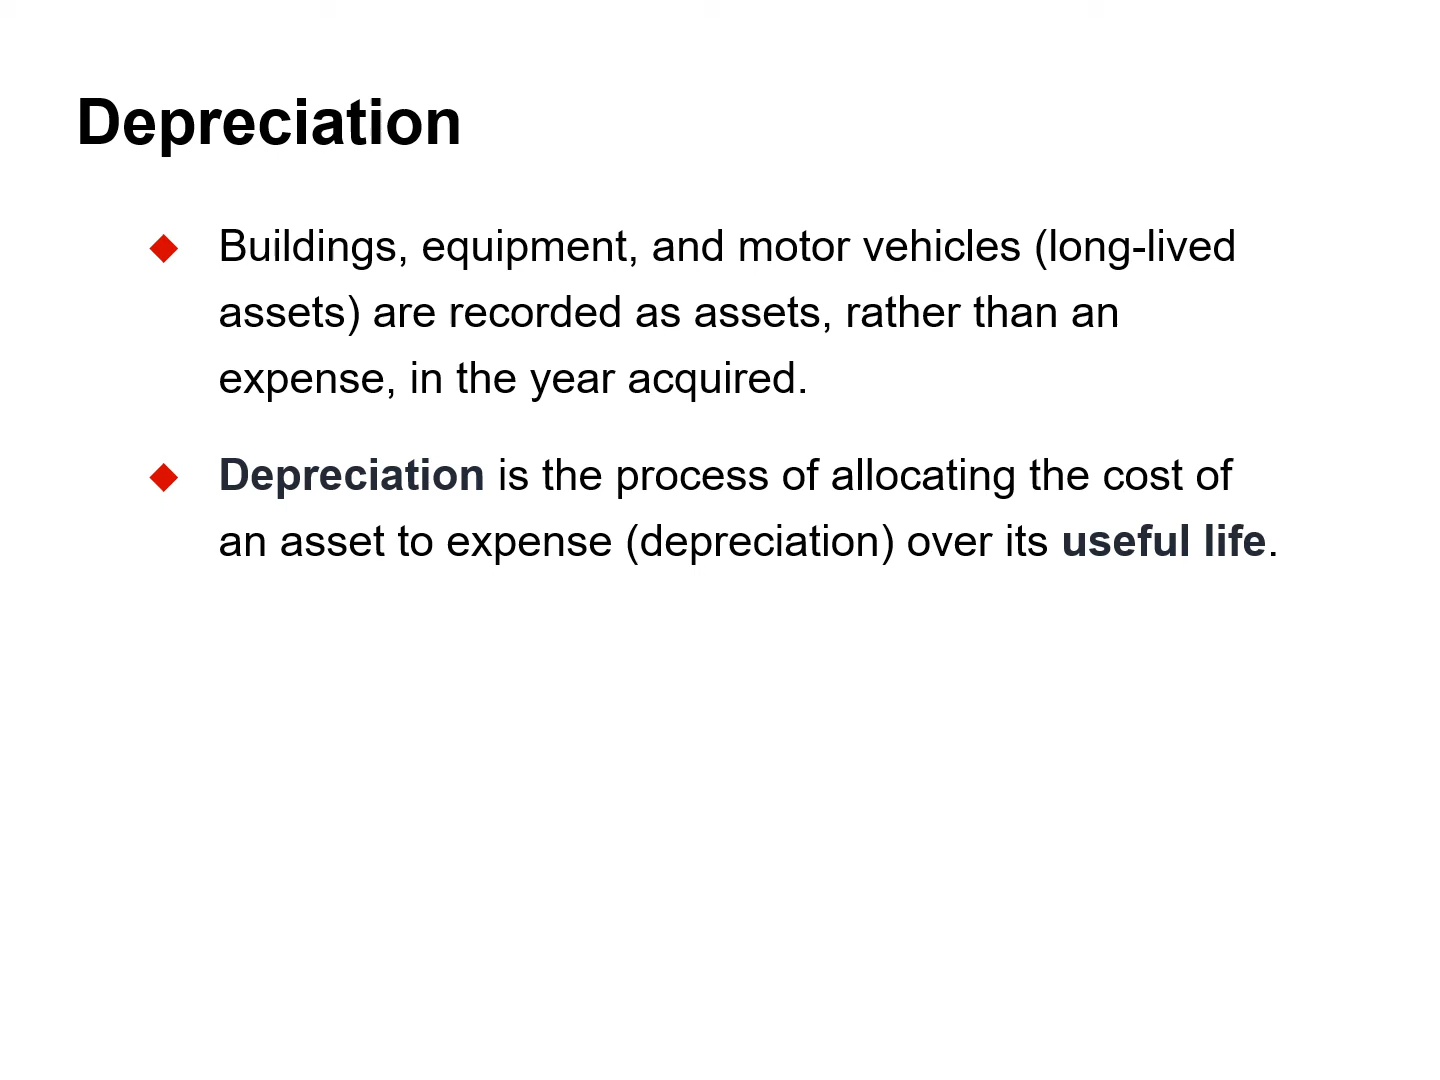 Depreciation
Buildings, equipment, and motor vehicles (long-lived
assets) are recorded as assets, rather than an
expense, in the year acquired.
Depreciation is the process of allocating the cost of
an asset to expense (depreciation) over its useful life.